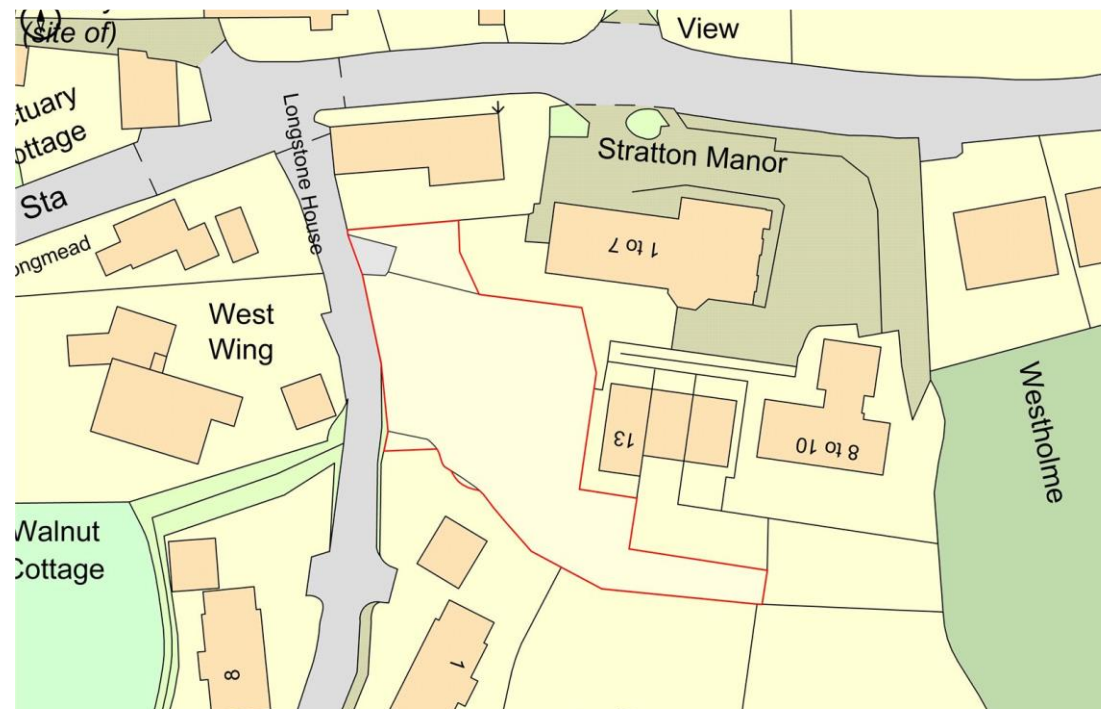 (site of)
View
ctuary
ottage
Longstone House
Stratton Manor
Sta
ongmead
1 to 7
West
Wing
Westholme
13
8 to 10
Walnut
Cottage
1
8